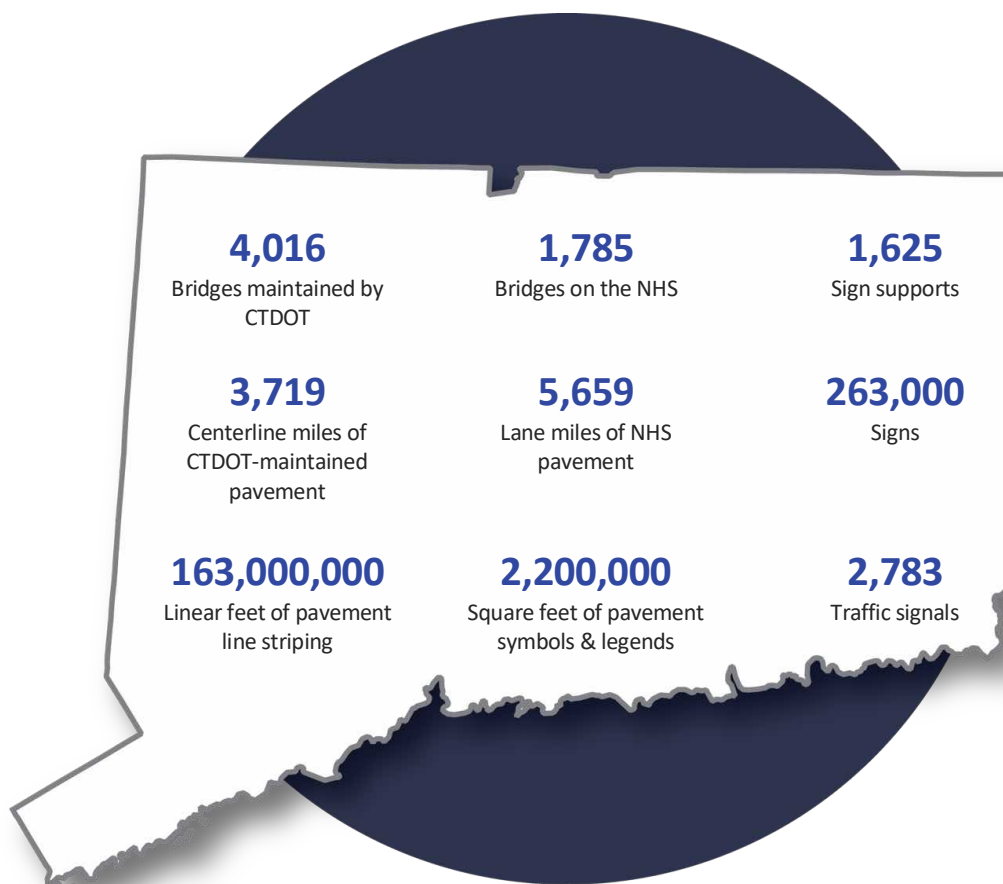 4,016
Bridges maintained by
CTDOT
1,785
Bridges on the NHS
1,625
Sign supports
3,719
Centerline miles of
CTDOT-maintained
pavement
5,659
Lane miles of NHS
pavement
263,000
Signs
163,000,000
Linear feet of pavement
line striping
2,200,000
Square feet of pavement
symbols & legends
2,783
Traffic signals